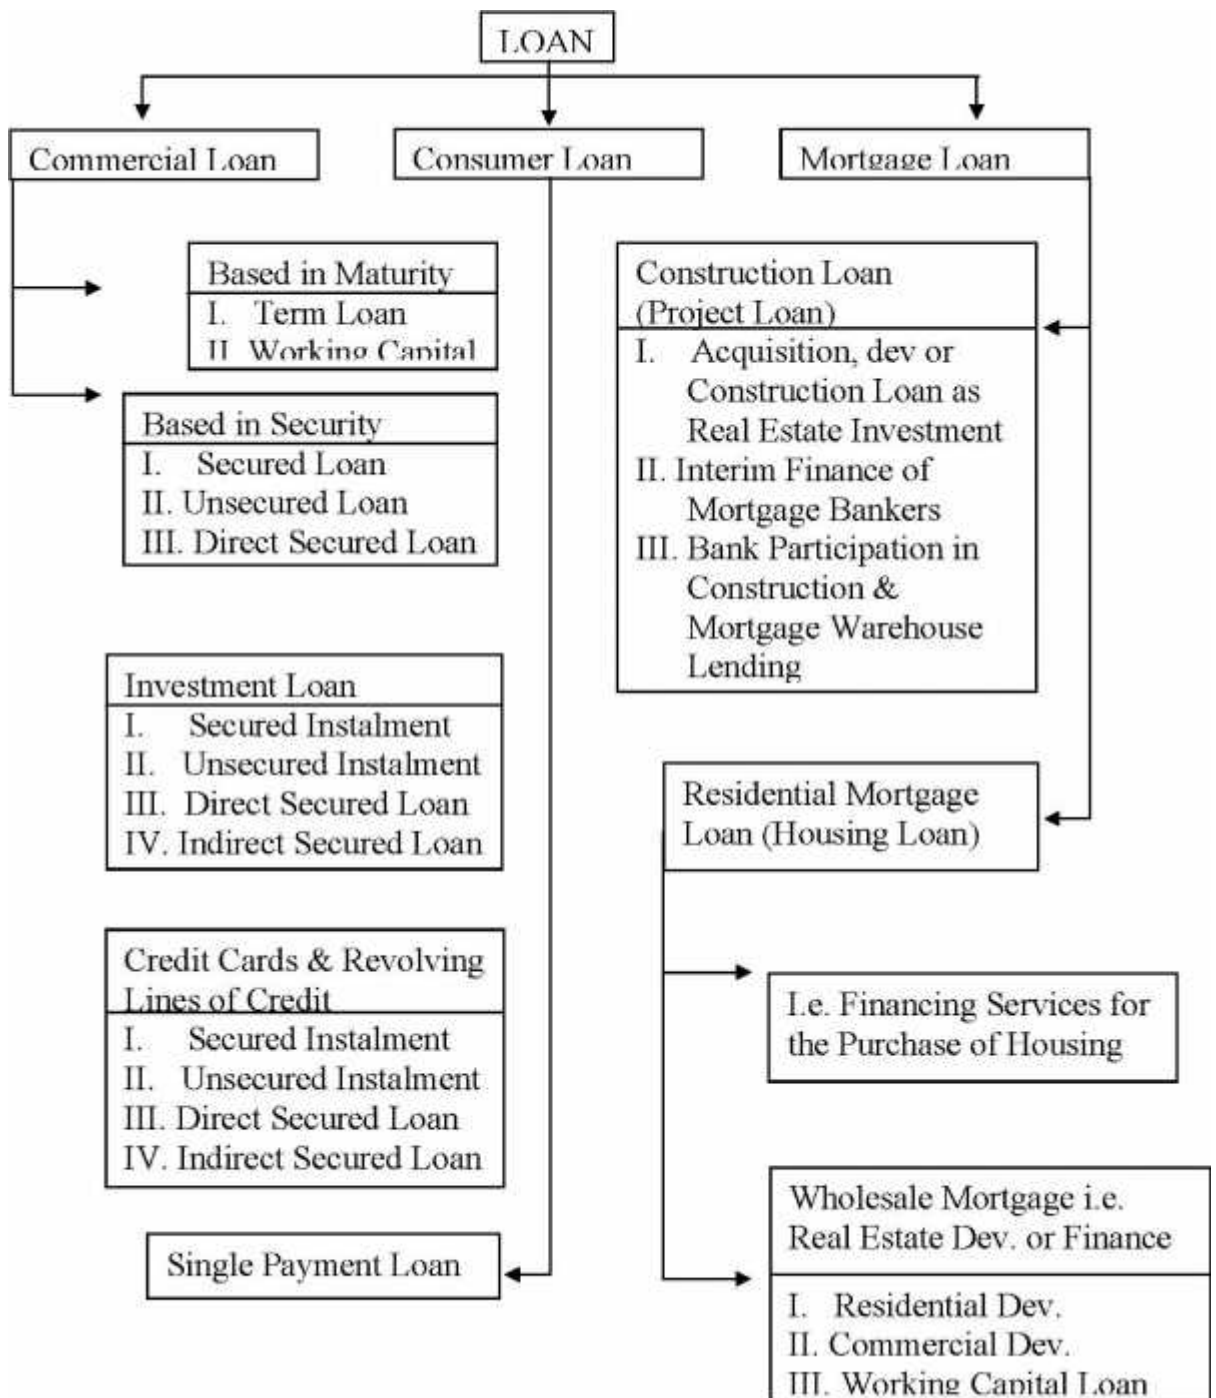 LOAN
Commercial Loan
Consumer Loan
Mortgage Loan
Based in Maturity
I. Term Loan
II. Working Capital
Based in Security
I. Secured Loan
II. Unsecured Loan
III. Direct Secured Loan
Investment Loan
I. Secured Instalment
II. Unsecured Instalment
III. Direct Secured Loan
IV. Indirect Secured Loan
Credit Cards & Revolving
Lines of Credit
I. Secured Instalment
II. Unsecured Instalment
III. Direct Secured Loan
IV. Indirect Secured Loan
Single Payment Loan
Construction Loan
(Project Loan)
I. Acquisition, dev or
Construction Loan as
Real Estate Investment
II. Interim Finance of
Mortgage Bankers
III. Bank Participation in
Construction &
Mortgage Warehouse
Lending
Residential Mortgage
Loan (Housing Loan)
I.e. Financing Services for
the Purchase of Housing
Wholesale Mortgage i.e.
Real Estate Dev. or Finance
I. Residential Dev.
II. Commercial Dev.
III. Working Capital Loan